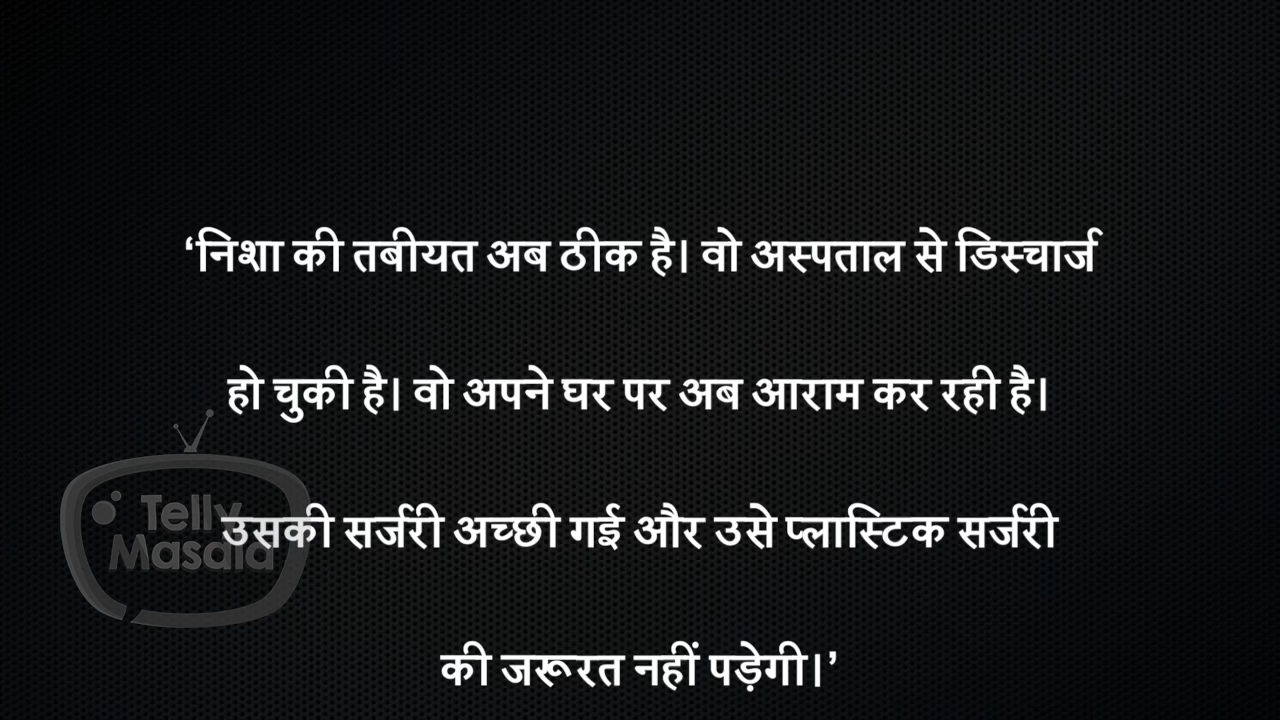 ‘निशा की तबीयत अब ठीक है। वो अस्पताल से डिस्चार्ज
हो चुकी है। वो अपने घर पर अब आराम कर रही है।
उसकी सर्जरी अच्छी गई और उसे प्लास्टिक सर्जरी
की जरूरत नहीं पड़ेगी।’
Telly
Masala